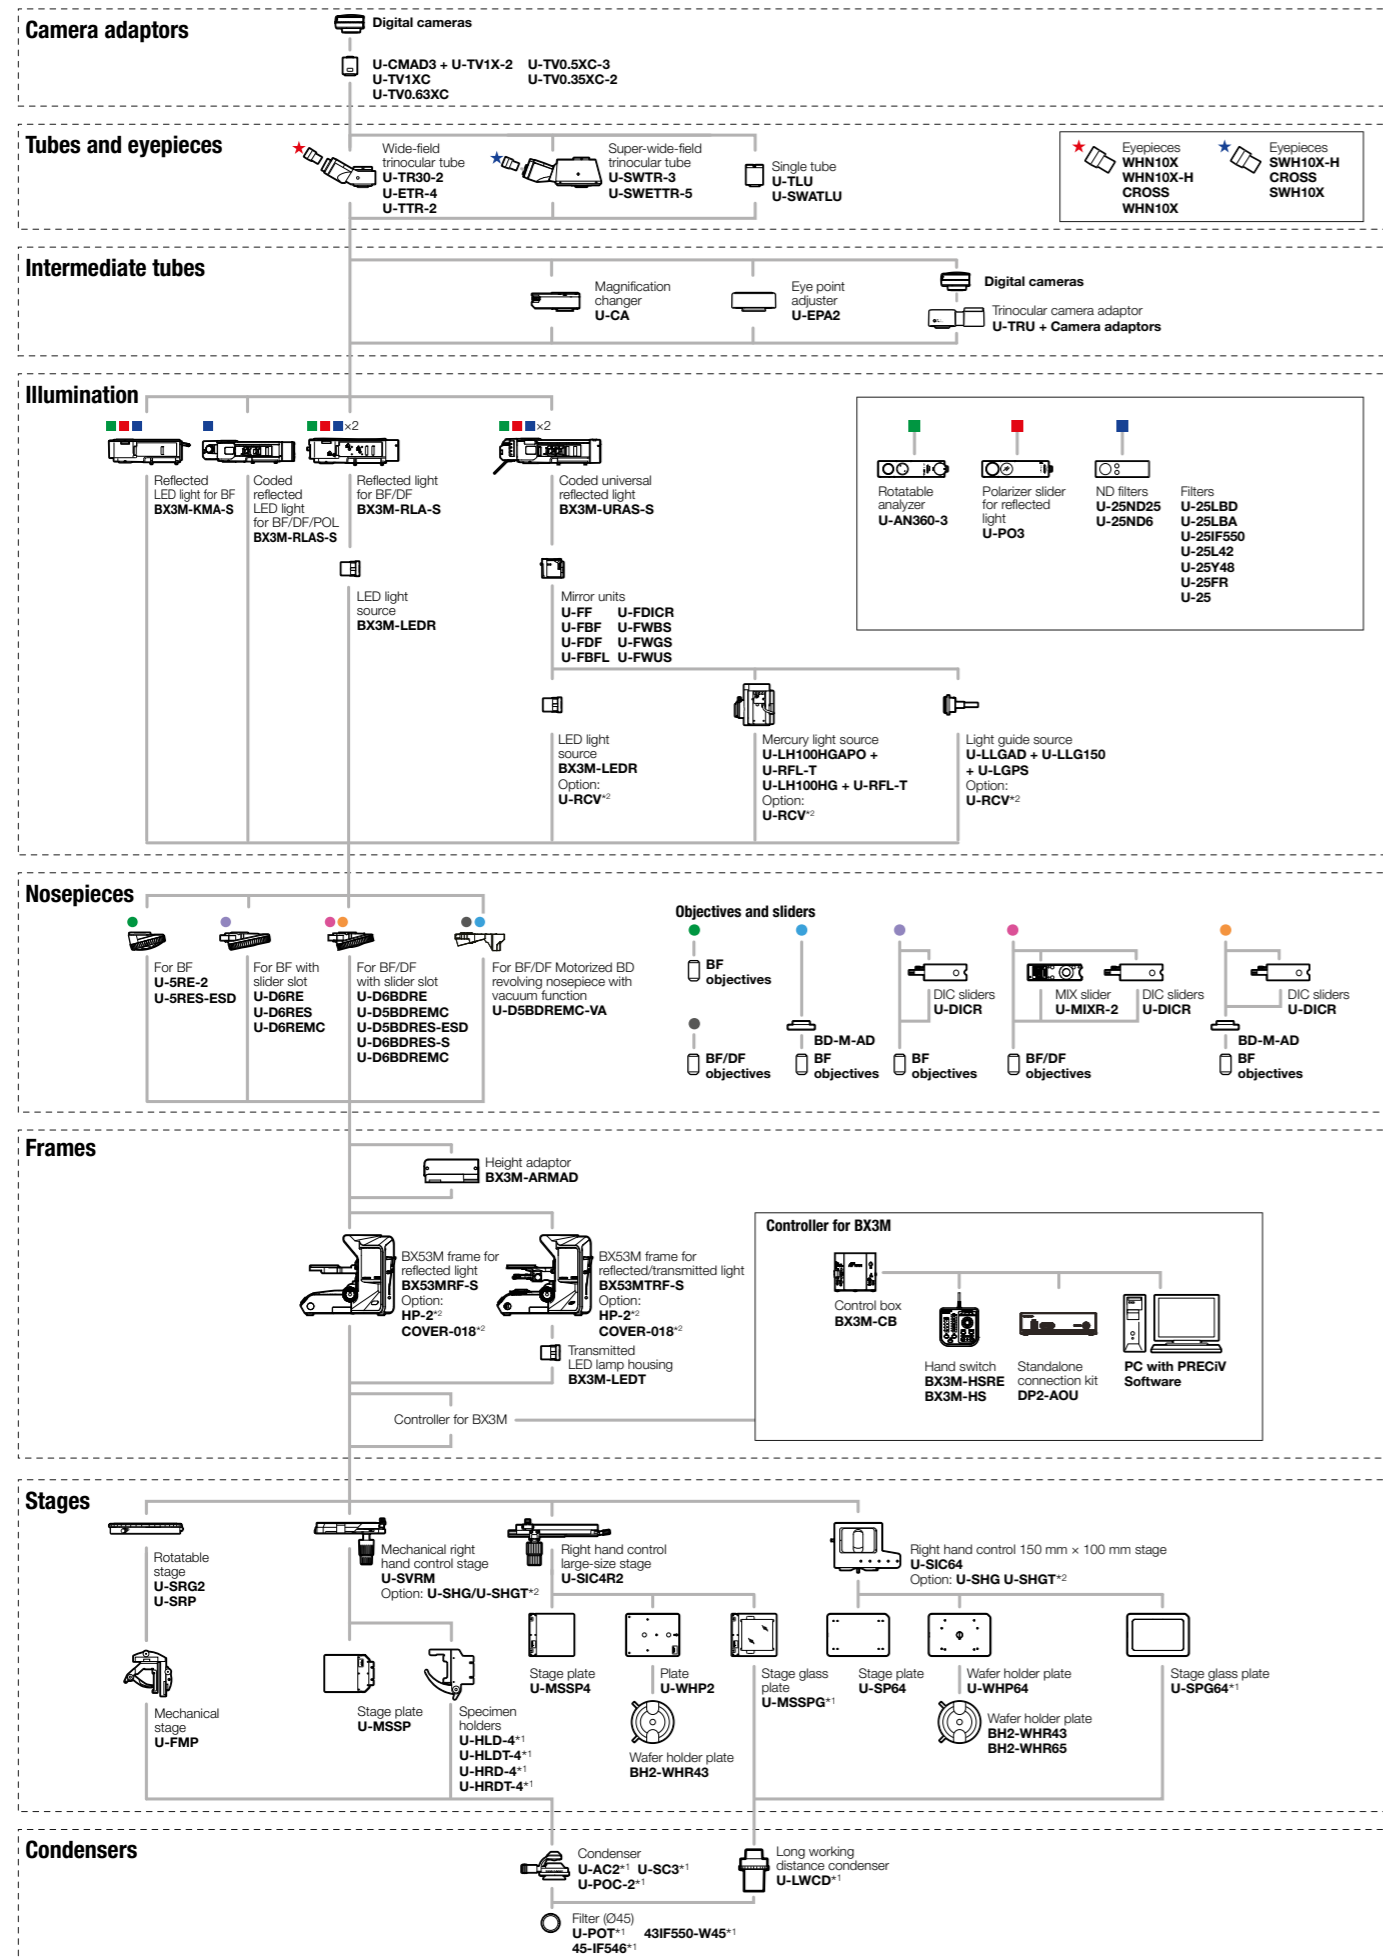 Camera adaptors
Digital cameras
U-CMAD3 + U-TV1X-2 U-TV0.5XC-3
U-TV1XC U-TV0.35XC-2
U-TV0.63XC
Tubes and eyepieces
Wide-field
trinocular tube
U-TR30-2
U-ETR-4
U-TTR-2
Super-wide-field
trinocular tube
U-SWTR-3
U-SWETTR-5
Single tube
U-TLU
U-SWATLU
Eyepieces
WHN10X
WHN10X-H
CROSS
WHN10X
Eyepieces
SWH10X-H
CROSS
SWH10X
Intermediate tubes
Magnification
changer
U-CA
Eye point
adjuster
U-EPA2
Digital cameras
Trinocular camera adaptor
U-TRU + Camera adaptors
Illumination
×2
×2
Reflected
LED light for BF
BX3M-KMA-S
Coded
reflected
LED light
for BF/DF/POL
BX3M-RLAS-S
Reflected light
for BF/DF
BX3M-RLA-S
Coded universal
reflected light
BX3M-URAS-S
Rotatable
analyzer
U-AN360-3
Polarizer slider
for reflected
light
U-PO3
ND filters
U-25ND25
U-25ND6
Filters
U-25LBD
U-25LBA
U-25IF550
U-25L42
U-25Y48
U-25FR
U-25
LED light
source
BX3M-LEDR
Mirror units
U-FF U-FDICR
U-FBF U-FWBS
U-FDF U-FWGS
U-FBFL U-FWUS
LED light
source
BX3M-LEDR
Option:
U-RCV*2
Mercury light source
U-LH100HGAPO +
U-RFL-T
U-LH100HG + U-RFL-T
Option:
U-RCV*2
Light guide source
U-LLGAD + U-LLG150
+ U-LGPS
Option:
U-RCV*2
Nosepieces
For BF
U-5RE-2
U-5RES-ESD
For BF with
slider slot
U-D6RE
U-D6RES
U-D6REMC
For BF/DF
with slider slot
U-D6BDRE
U-D5BDREMC
U-D5BDRES-ESD
U-D6BDRES-S
U-D6BDREMC
For BF/DF Motorized BD
revolving nosepiece with
vacuum function
U-D5BDREMC-VA
Objectives and sliders
BF
objectives
BF/DF
objectives
BD-M-AD
BF
objectives
DIC sliders
U-DICR
BF
objectives
MIX slider
U-MIXR-2
DIC sliders
U-DICR
BF/DF
objectives
DIC sliders
U-DICR
BD-M-AD
BF
objectives
Frames
Height adaptor
BX3M-ARMAD
BX53M frame for
reflected light
BX53MRF-S
Option:
HP-2*2
COVER-018*2
BX53M frame for
reflected/transmitted light
BX53MTRF-S
Option:
HP-2*2
COVER-018*2
Transmitted
LED lamp housing
BX3M-LEDT
Controller for BX3M
Controller for BX3M
Control box
BX3M-CB
Hand switch
BX3M-HSRE
BX3M-HS
Standalone
connection kit
DP2-AOU
PC with PRECiV
Software
Stages
Rotatable
stage
U-SRG2
U-SRP
Mechanical right
hand control stage
U-SVRM
Option: U-SHG/U-SHGT*2
Right hand control
large-size stage
U-SIC4R2
Right hand control 150 mm × 100 mm stage
U-SIC64
Option: U-SHG U-SHGT*2
Mechanical
stage
U-FMP
Stage plate
U-MSSP
Specimen
holders
U-HLD-4*1
U-HLDT-4*1
U-HRD-4*1
U-HRDT-4*1
Stage plate
U-MSSP4
Plate
U-WHP2
Wafer holder plate
BH2-WHR43
Stage glass
plate
U-MSSPG*1
Stage plate
U-SP64
Wafer holder plate
U-WHP64
Wafer holder plate
BH2-WHR43
BH2-WHR65
Stage glass plate
U-SPG64*1
Condensers
Condenser
U-AC2*1 U-SC3*1
U-POC-2*1
Long working
distance condenser
U-LWCD*1
Filter (Ø45)
U-POT*1 43IF550-W45*1
45-IF546*1